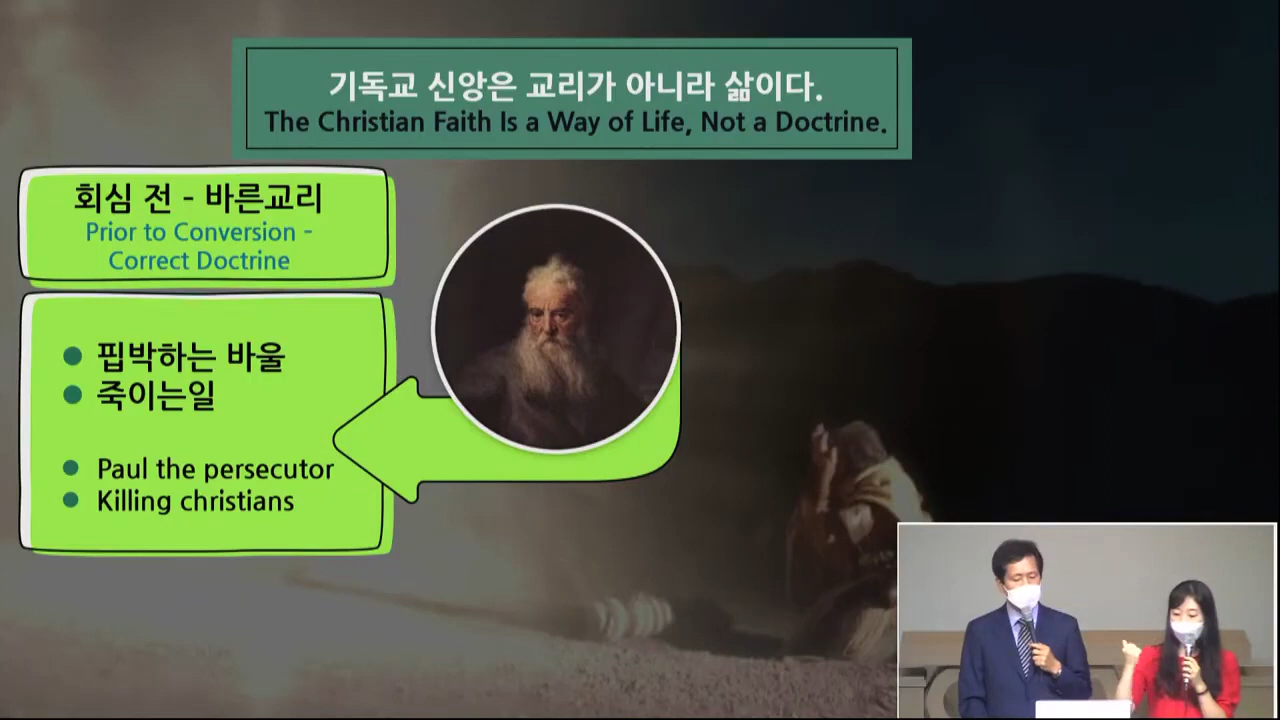 기독교 신앙은 교리가 아니라 삶이다.
The Christian Faith Is a Way of Life, Not a Doctrine.
회심 전 - 바른교리
Prior to Conversion -
Correct Doctrine
핍박하는 바울
죽이는일
Paul the persecutor
Killing christians